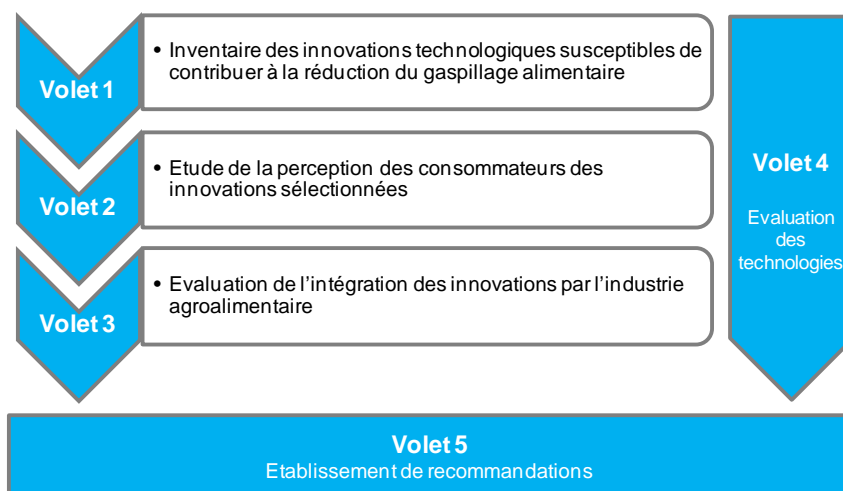 Volet 1
• Inventaire des innovations technologiques susceptibles de
contribuer à la réduction du gaspillage alimentaire
Volet 2
• Etude de la perception des consommateurs des
innovations sélectionnées
Volet 3
• Evaluation de l'intégration des innovations par l'industrie
agroalimentaire
Volet 4
Evaluation
des
technologies
Volet 5
Etablissement de recommandations